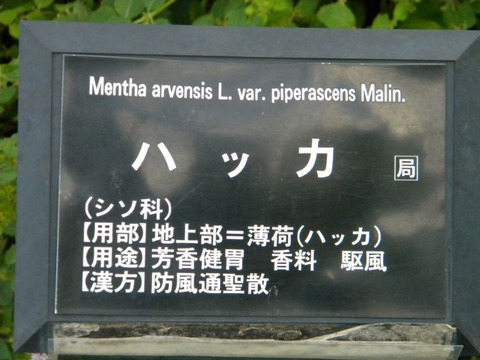 Mentha arvensis L. var. piperascens Malin.
ハッカ 局
(シソ科)
【用部】地上部=薄荷(ハッカ)
【用途】芳香健胃 香料 駆風
【漢方】防風通聖散